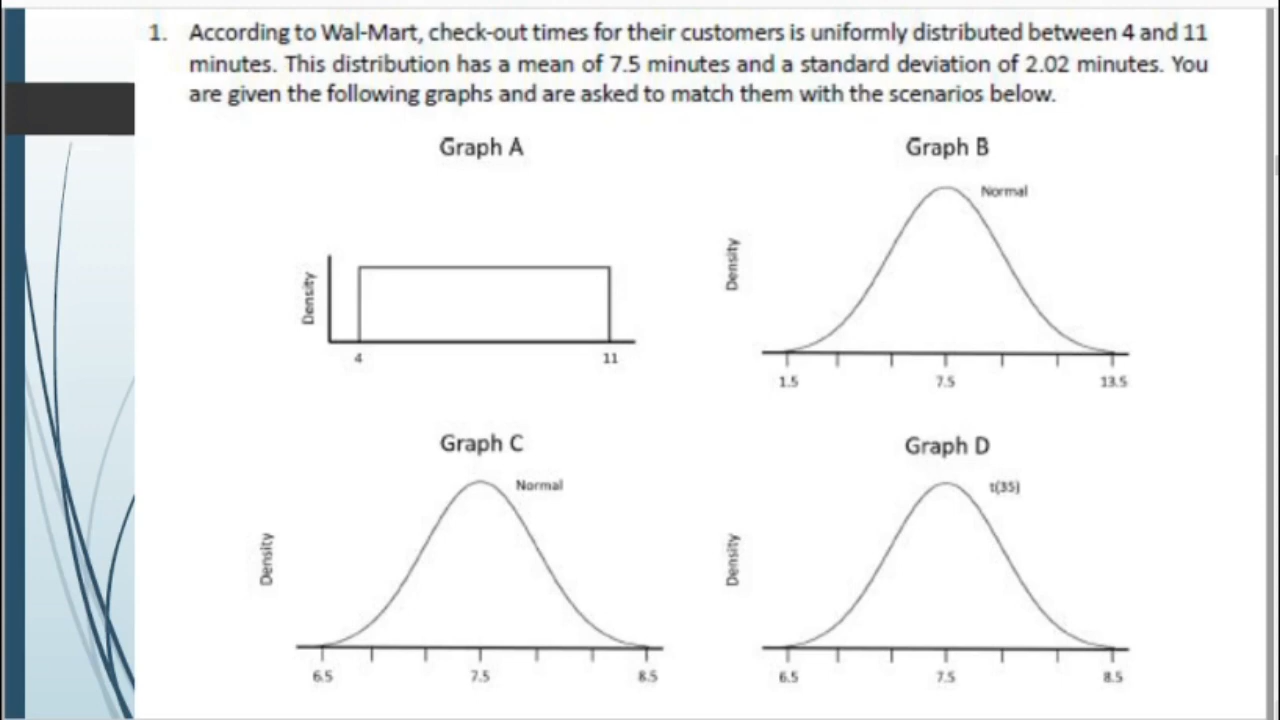 1. According to Wal-Mart, check-out times for their customers is uniformly distributed between 4 and 11
minutes. This distribution has a mean of 7.5 minutes and a standard deviation of 2.02 minutes. You
are given the following graphs and are asked to match them with the scenarios below.
Graph A
Density
4 11
Graph B
Normal
Density
1.5 7.5 13.5
Graph C
Normal
Density
6.5 7.5 8.5
Graph D
t(35)
Density
6.5 7.5 8.5